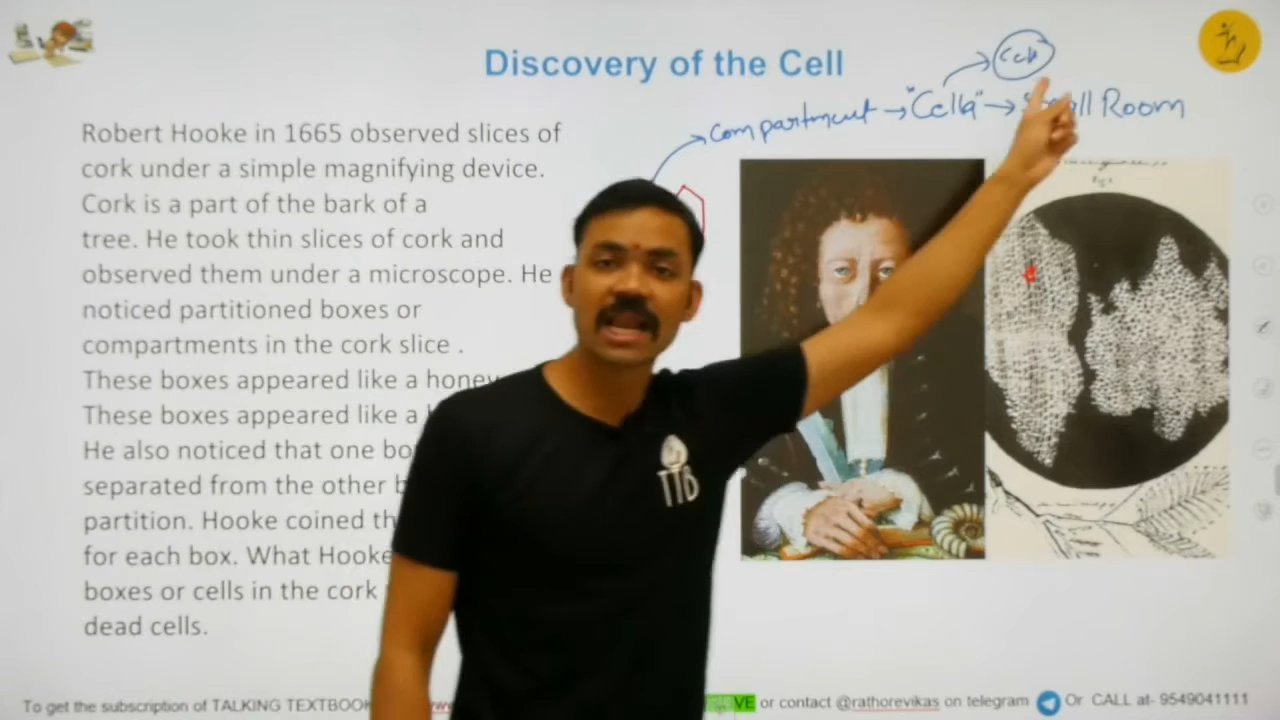 Discovery of the Cell
Cell
Compartment → "Cella" → Small Room
Robert Hooke in 1665 observed slices of
cork under a simple magnifying device.
Cork is a part of the bark of a
tree. He took thin slices of cork and
observed them under a microscope. He
noticed partitioned boxes or
compartments in the cork slice .
These boxes appeared like a honey
These boxes appeared like a
He also noticed that one bo
separated from the other b
partition. Hooke coined th
for each box. What Hooke
boxes or cells in the cork
dead cells.
TTB
To get the subscription of TALKING TEXTBOO
VE or contact @rathorevikas on telegram Or CALL at- 9549041111